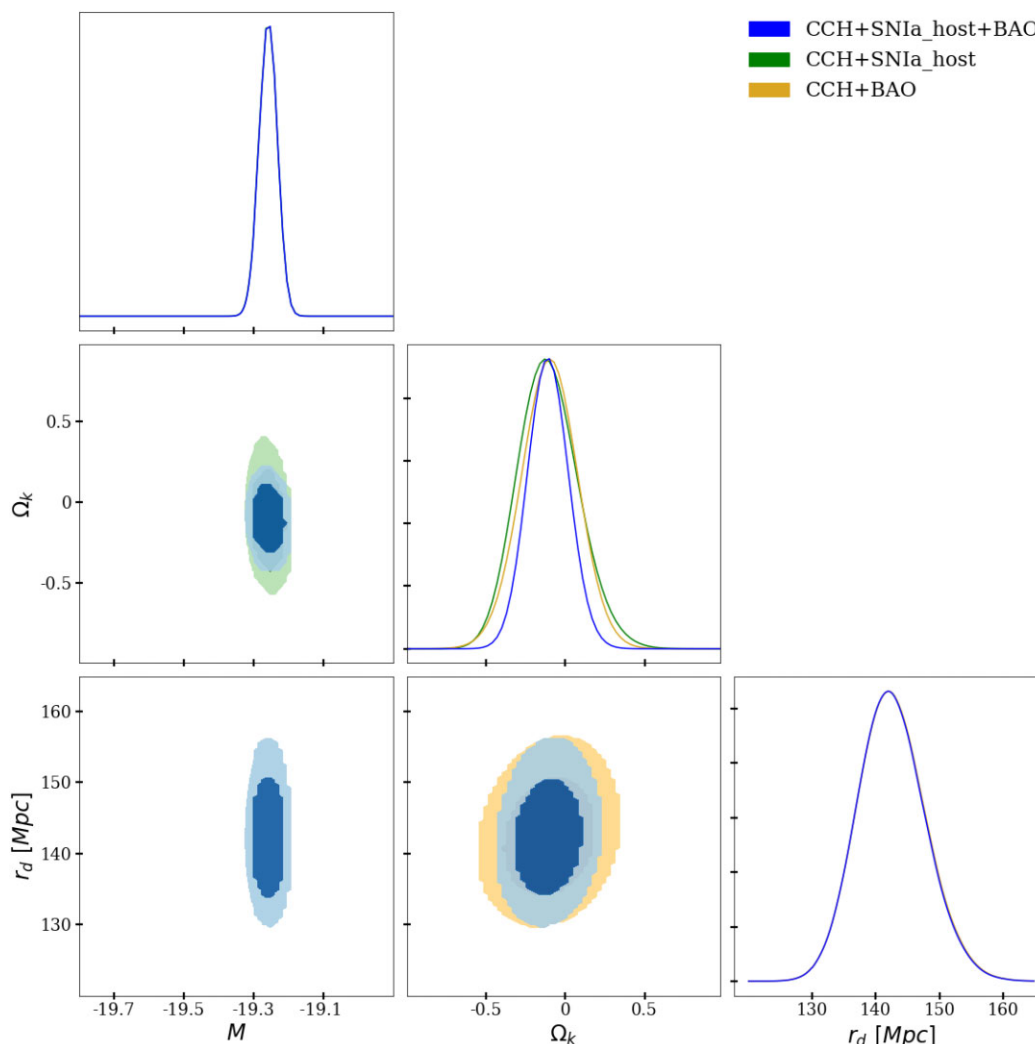 CCH+SNIa_host+BAO
CCH+SNIa_host
CCH+BAO
0.5
0
-0.5
Ω_k
160
150
140
130
r_d [Mpc]
-19.7 -19.5 -19.3 -19.1
M
-0.5 0 0.5
Ω_k
130 140 150 160
r_d [Mpc]